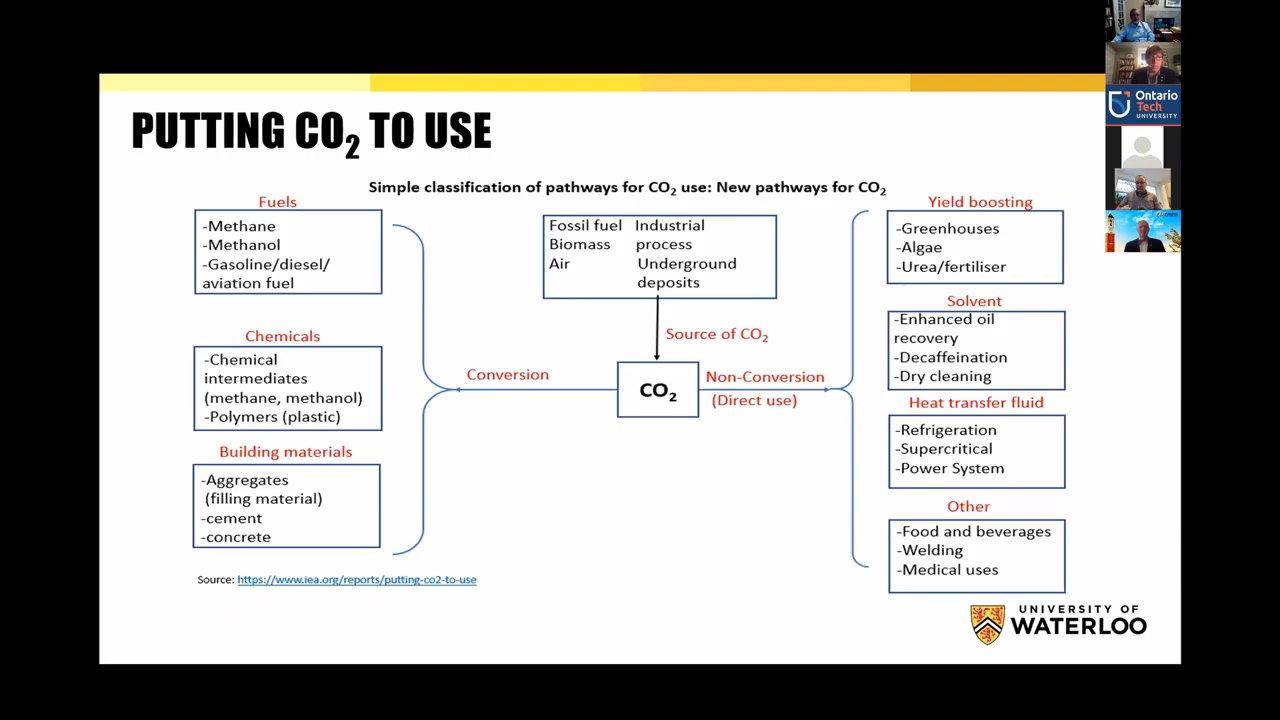 PUTTING CO₂ TO USE
Simple classification of pathways for CO₂ use: New pathways for CO₂
Fuels
-Methane
-Methanol
-Gasoline/diesel/
aviation fuel
Chemicals
-Chemical
intermediates
(methane, methanol)
-Polymers (plastic)
Building materials
-Aggregates
(filling material)
-cement
-concrete
Fossil fuel
Biomass
Air
Industrial
process
Underground
deposits
Source of CO₂
Conversion
CO₂
Non-Conversion
(Direct use)
Yield boosting
-Greenhouses
-Algae
-Urea/fertiliser
Solvent
-Enhanced oil
recovery
-Decaffeination
-Dry cleaning
Heat transfer fluid
-Refrigeration
-Supercritical
-Power System
Other
-Food and beverages
-Welding
-Medical uses
Source: https://www.iea.org/reports/putting-co2-to-use
UNIVERSITY OF
WATERLOO
Ontario
Tech
UNIVERSITY